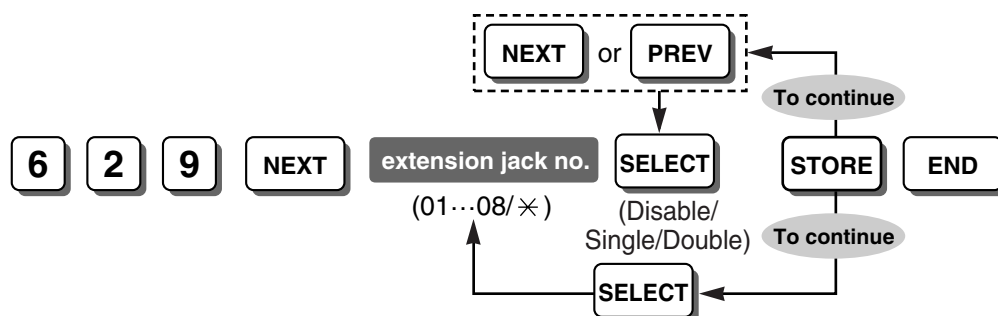 NEXT or PREV
To continue
6 2 9 NEXT extension jack no. SELECT STORE END
(01···08/✳)
(Disable/
Single/Double)
To continue
SELECT